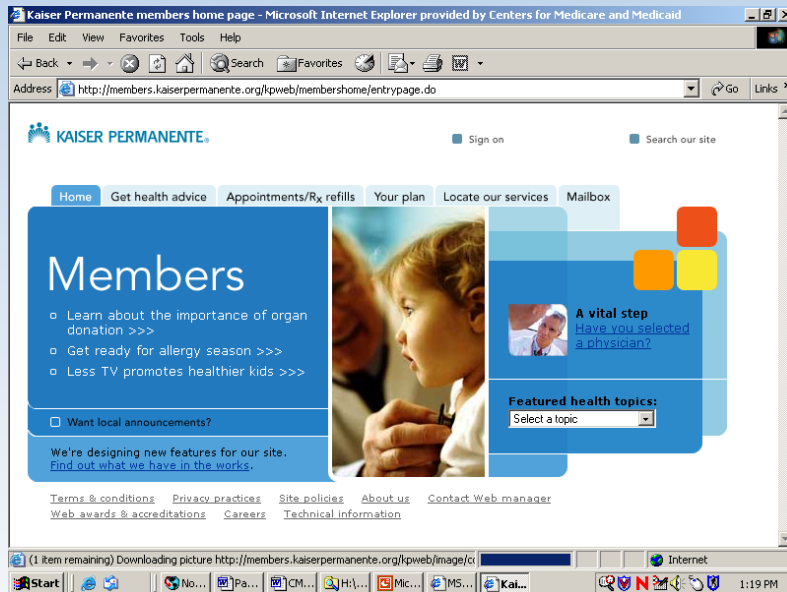 Kaiser Permanente members home page - Microsoft Internet Explorer provided by Centers for Medicare and Medicaid
File Edit View Favorites Tools Help
Back Search Favorites
Address http://members.kaiserpermanente.org/kpweb/membershome/entrypage.do Go Links
KAISER PERMANENTE® Sign on Search our site
Home Get health advice Appointments/Rx refills Your plan Locate our services Mailbox
Members
Learn about the importance of organ
donation >>>
Get ready for allergy season >>>
Less TV promotes healthier kids >>>
A vital step
Have you selected
a physician?
Featured health topics:
Select a topic
Want local announcements?
We're designing new features for our site.
Find out what we have in the works.
Terms & conditions Privacy practices Site policies About us Contact Web manager
Web awards & accreditations Careers Technical information
(1 item remaining) Downloading picture http://members.kaiserpermanente.org/kpweb/image/c Internet
Start No... Pa... CM... H:\... Mic... MS... Kai... 1:19 PM